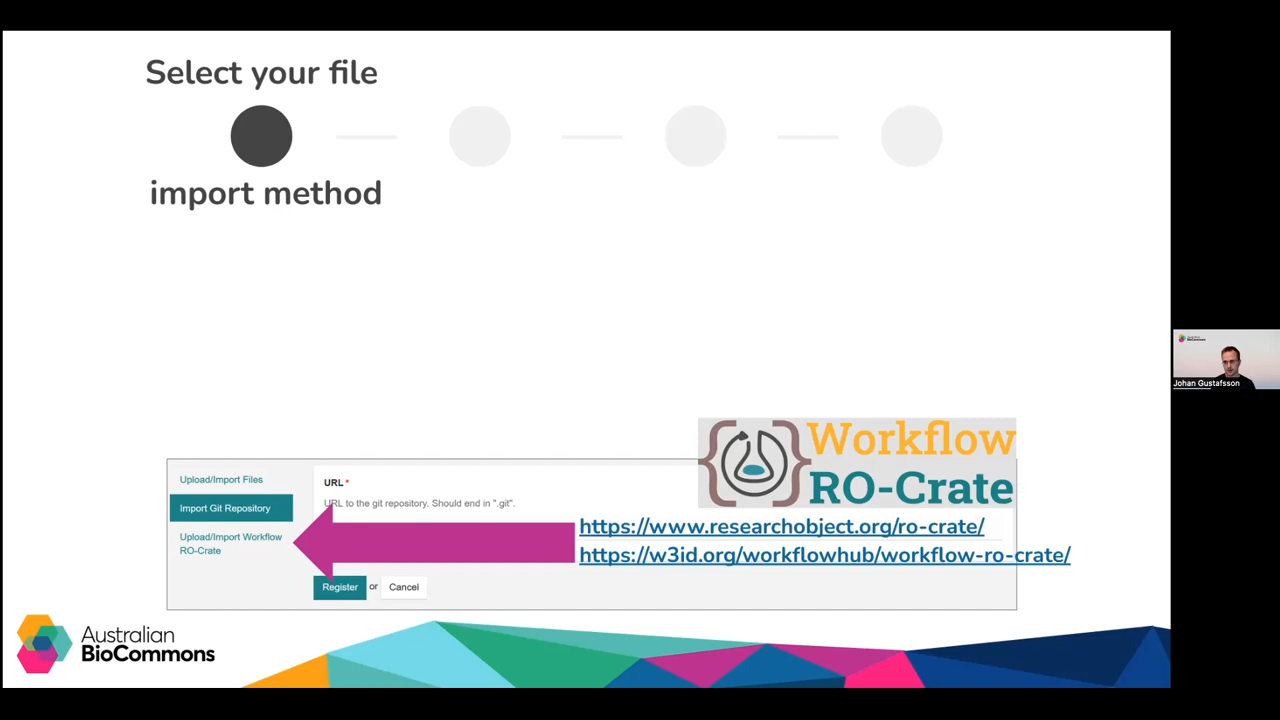 Select your file
import method
Workflow
RO-Crate
Upload/Import Files
Import Git Repository
Upload/Import Workflow
RO-Crate
URL *
URL to the git repository. Should end in ".git".
https://www.researchobject.org/ro-crate/
https://w3id.org/workflowhub/workflow-ro-crate/
Register or Cancel
Australian
BioCommons
Australian
BioCommons
Johan Gustafsson